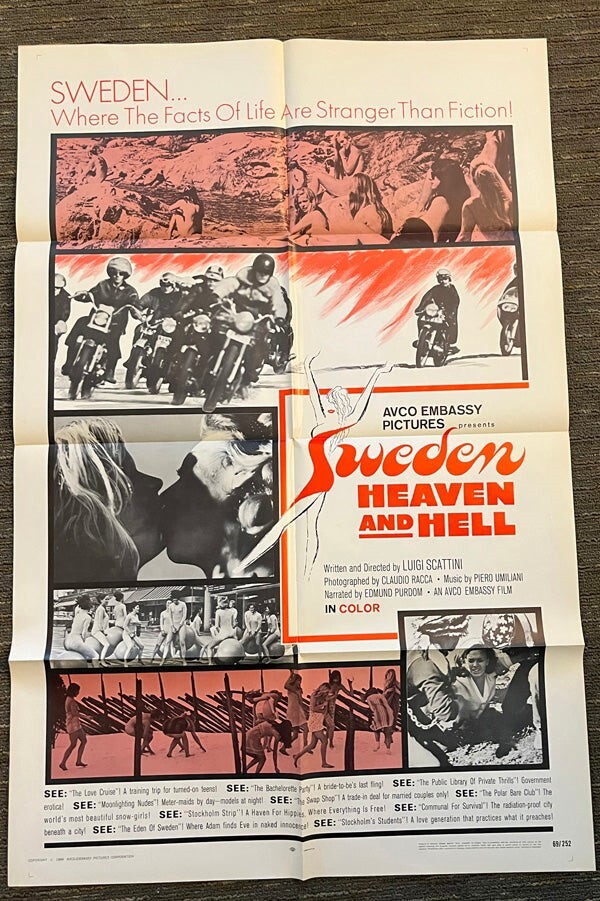 SWEDEN...
Where The Facts Of Life Are Stranger Than Fiction!
AVCO EMBASSY
PICTURES presents
Sweden
HEAVEN
AND HELL
Written and Directed by LUIGI SCATTINI
Photographed by CLAUDIO RACCA • Music by PIERO UMILIANI
Narrated by EDMUND PURDOM • AN AVCO EMBASSY FILM
IN COLOR
SEE: "The Love Cruise"! A training trip for turned-on teens! SEE: "The Bachelorette Party"! A bride-to-be's last fling! SEE: "The Public Library Of Private Thrills"! Government
erotica! SEE: "Moonlighting Nudes"! Meter-maids by day—models at night! SEE: "The Swap Shop"! A trade-in deal for married couples only! SEE: "The Polar Bare Club"! The
world's most beautiful snow-girls! SEE: "Stockholm Strip"! A Haven For Hippies, Where Everything Is Free! SEE: "Communal For Survival"! The radiation-proof city
beneath a city! SEE: "The Eden Of Sweden"! Where Adam finds Eve in naked innocence! SEE: "Stockholm's Students"! A love generation that practices what it preaches!
COPYRIGHT © AVCO EMBASSY PICTURES CORPORATION
69/252